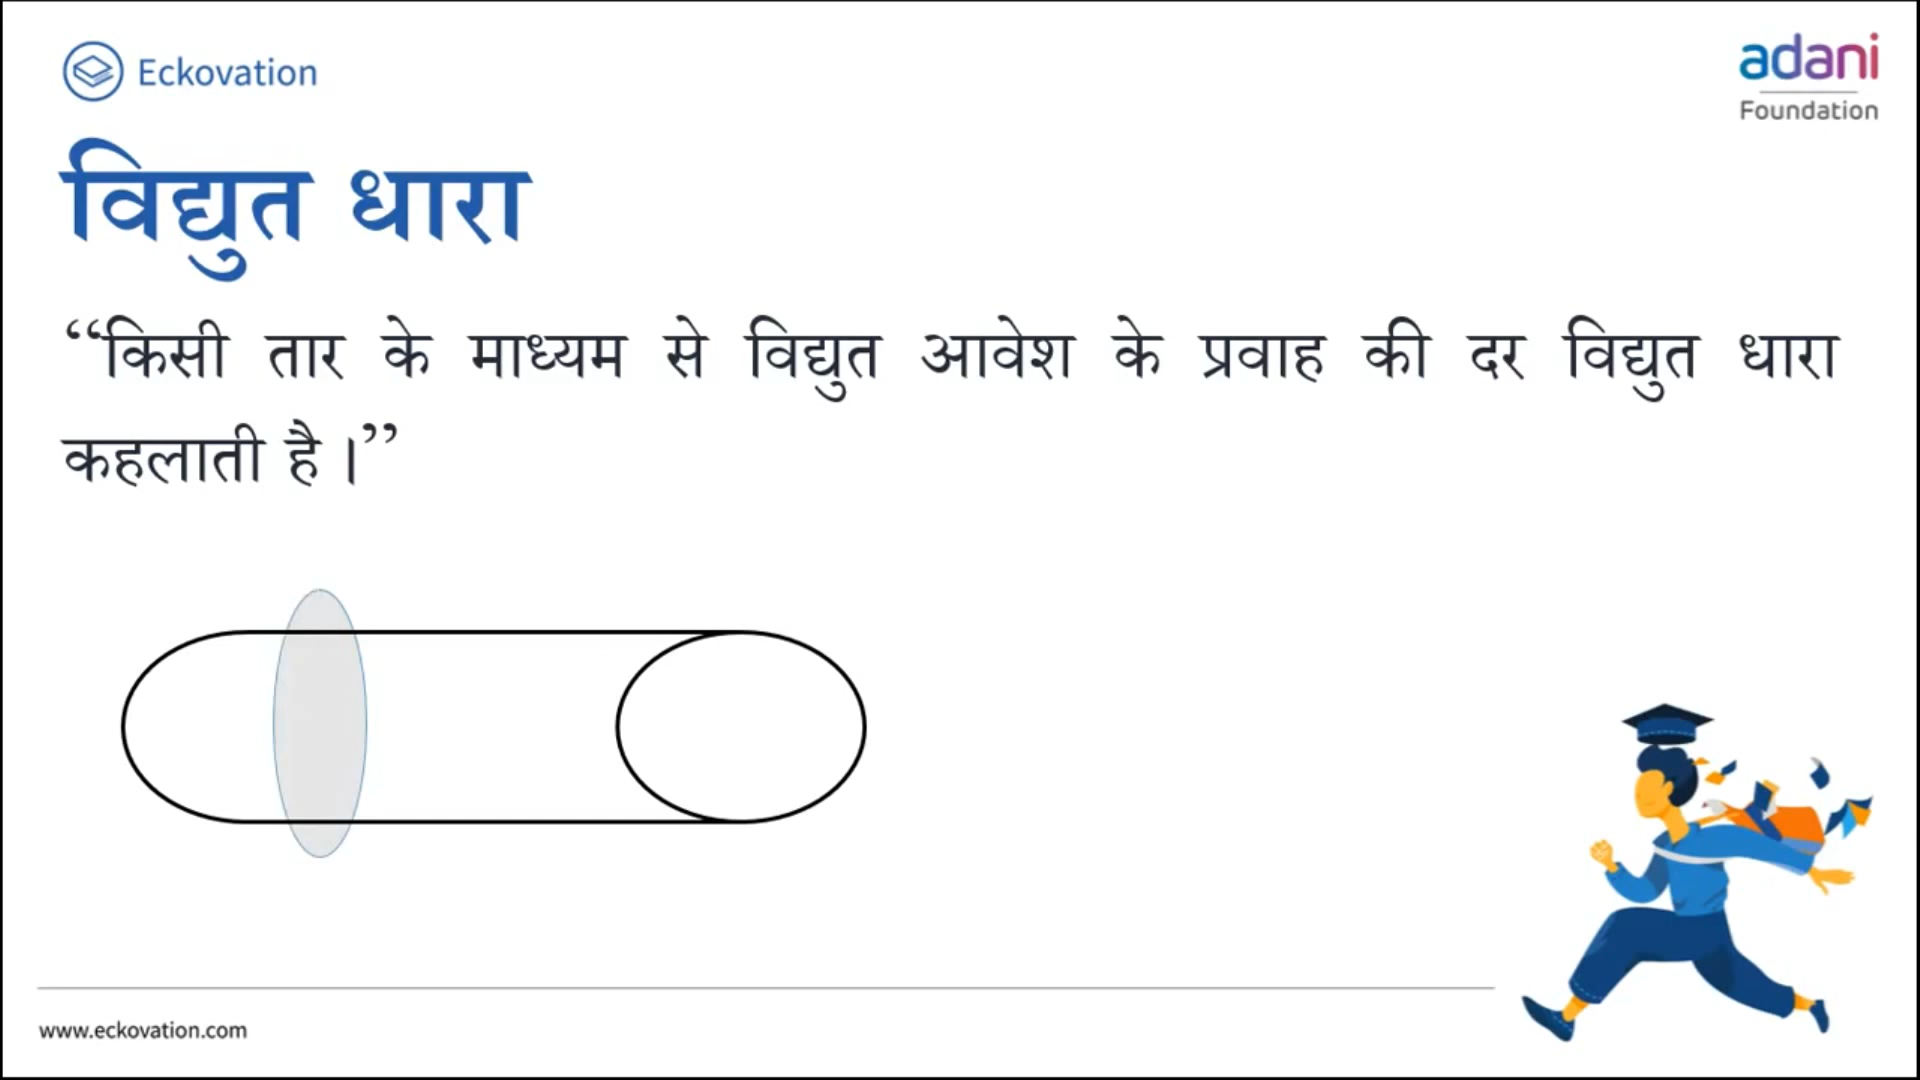 Eckovation
adani
Foundation
विद्युत धारा
“किसी तार के माध्यम से विद्युत आवेश के प्रवाह की दर विद्युत धारा
कहलाती है ।”
www.eckovation.com